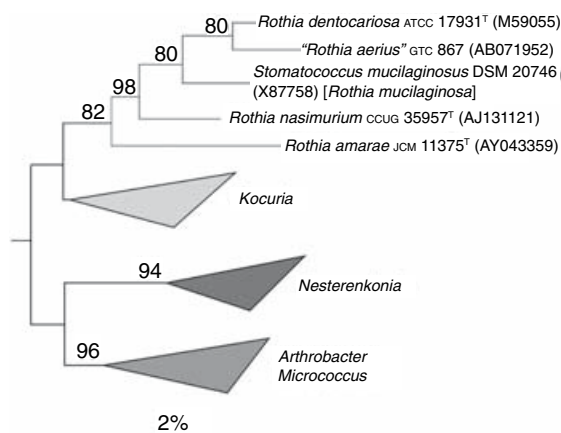 80
Rothia dentocariosa ATCC 17931ᵀ (M59055)
80
"Rothia aerius" GTC 867 (AB071952)
Stomatococcus mucilaginosus DSM 20746
(X87758) [Rothia mucilaginosa]
98
Rothia nasimurium CCUG 35957ᵀ (AJ131121)
82
Rothia amarae JCM 11375ᵀ (AY043359)
Kocuria
94
Nesterenkonia
96
Arthrobacter
Micrococcus
2%